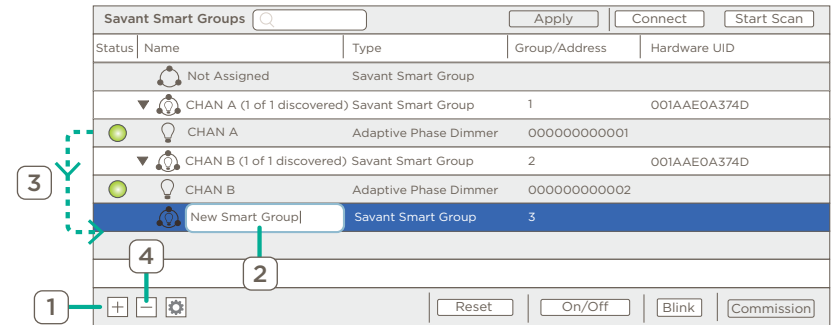 Savant Smart Groups Apply Connect Start Scan
Status Name Type Group/Address Hardware UID
Not Assigned Savant Smart Group
CHAN A (1 of 1 discovered) Savant Smart Group 1 001AAE0A374D
CHAN A Adaptive Phase Dimmer 000000000001
CHAN B (1 of 1 discovered) Savant Smart Group 2 001AAE0A374D
3
CHAN B Adaptive Phase Dimmer 000000000002
New Smart Group Savant Smart Group 3
4
2
1
+ − Reset On/Off Blink Commission